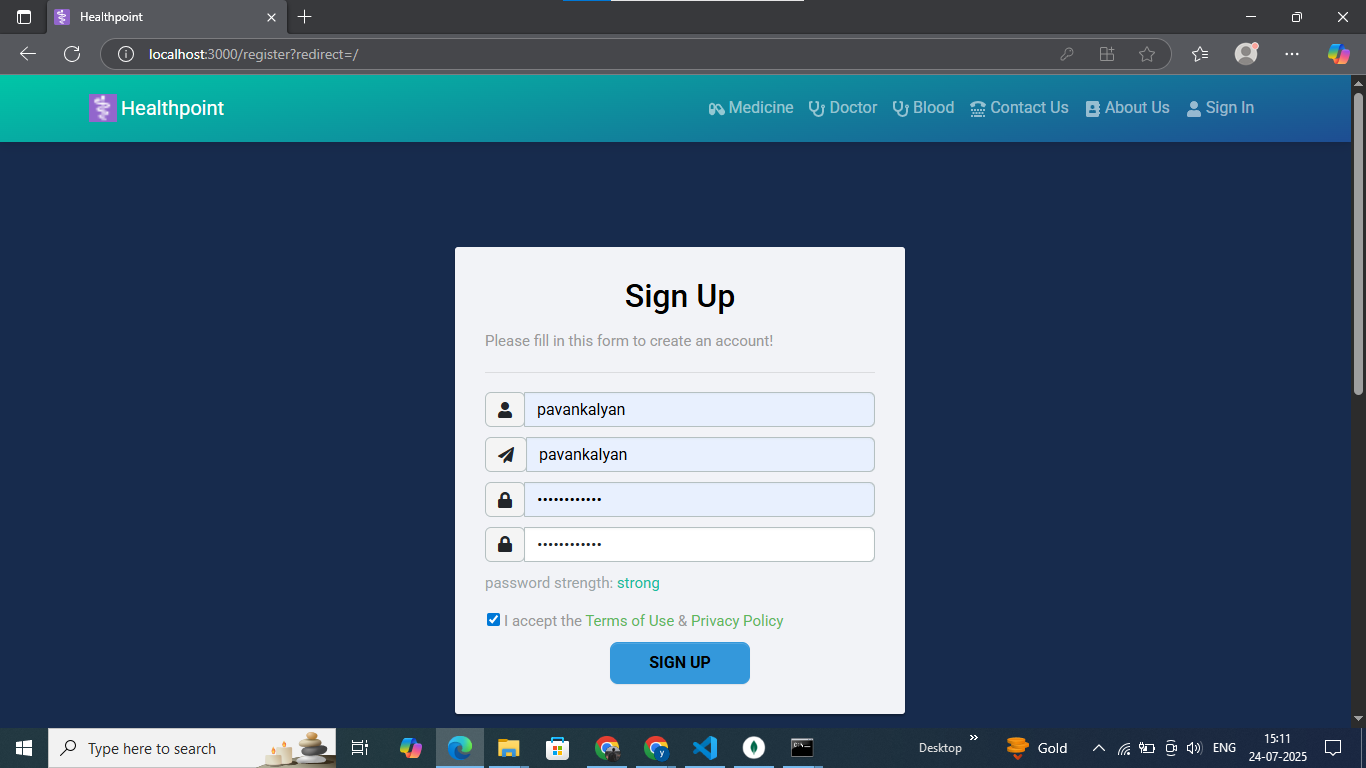 Healthpoint
localhost:3000/register?redirect=/
Healthpoint
Medicine Doctor Blood Contact Us About Us Sign In
Sign Up
Please fill in this form to create an account!
pavankalyan
pavankalyan
••••••••••••
••••••••••••
password strength: strong
I accept the Terms of Use & Privacy Policy
SIGN UP
Type here to search
Desktop
Gold
ENG
15:11
24-07-2025